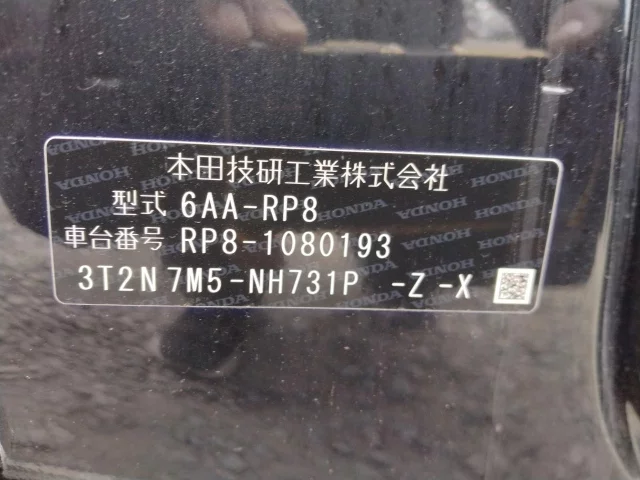 本田技研工業株式会社
型式 6AA-RP8
車台番号 RP8-1080193
3T2N 7M5-NH731P -Z -X